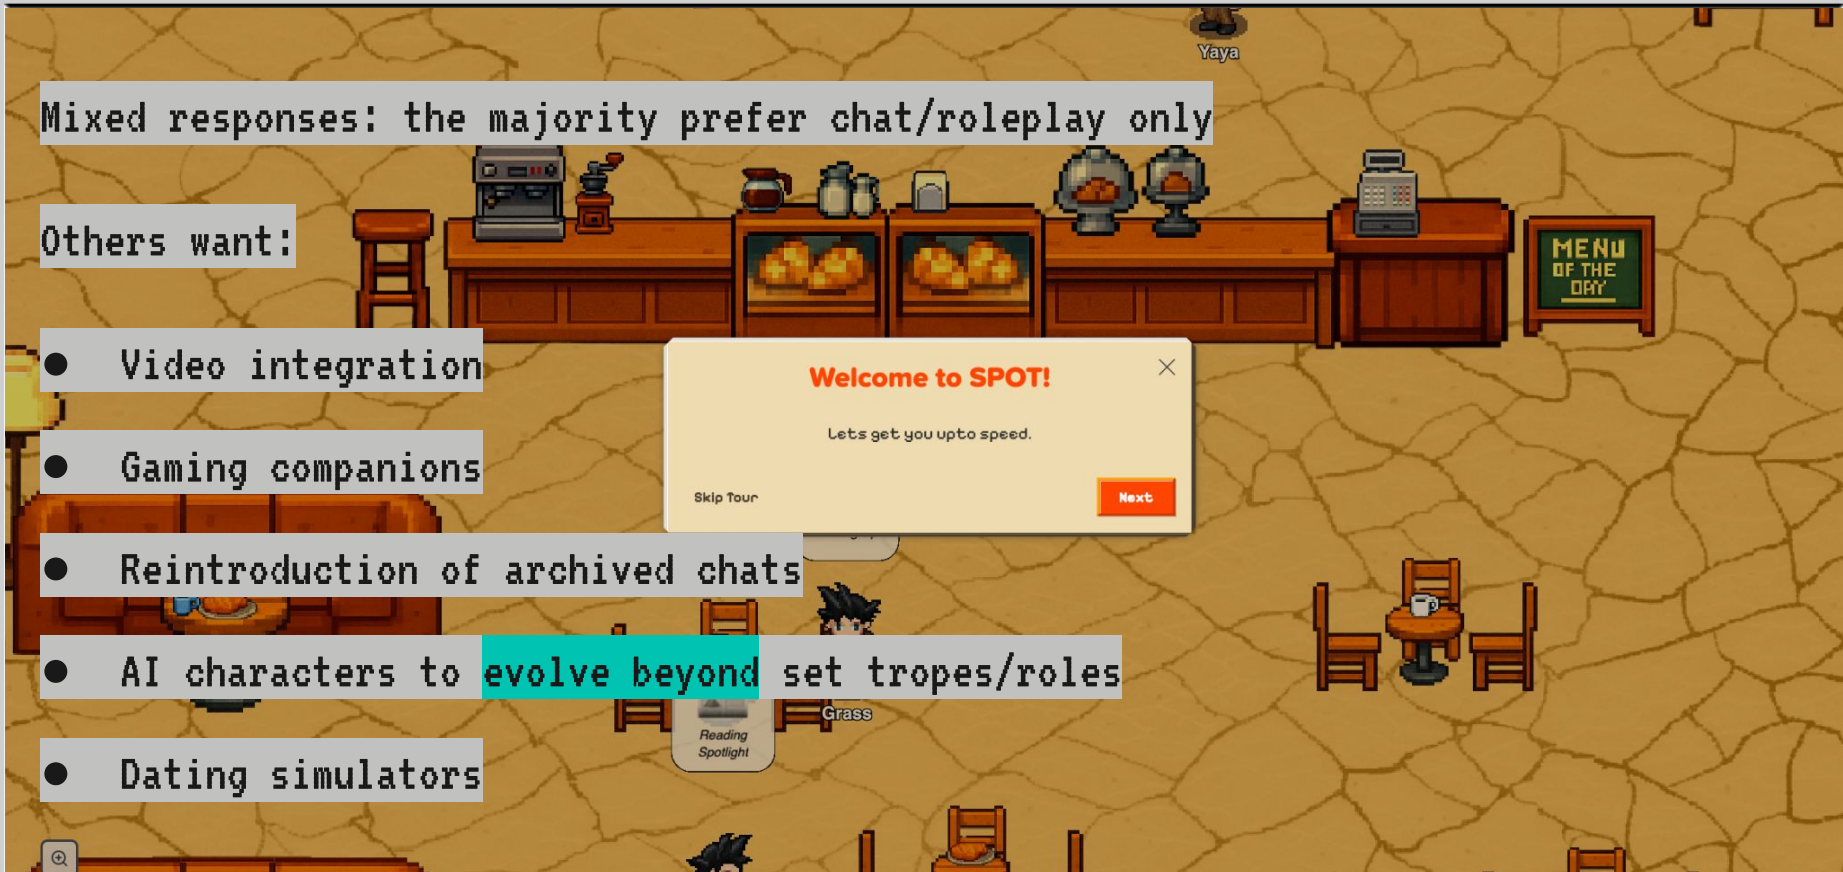 Yaya
Mixed responses: the majority prefer chat/roleplay only
Others want:
MENU
OF THE
DAY
● Video integration
Welcome to SPOT!
Lets get you upto speed.
● Gaming companions
Skip Tour
Next
● Reintroduction of archived chats
● AI characters to evolve beyond set tropes/roles
Grass
Reading
Spotlight
● Dating simulators